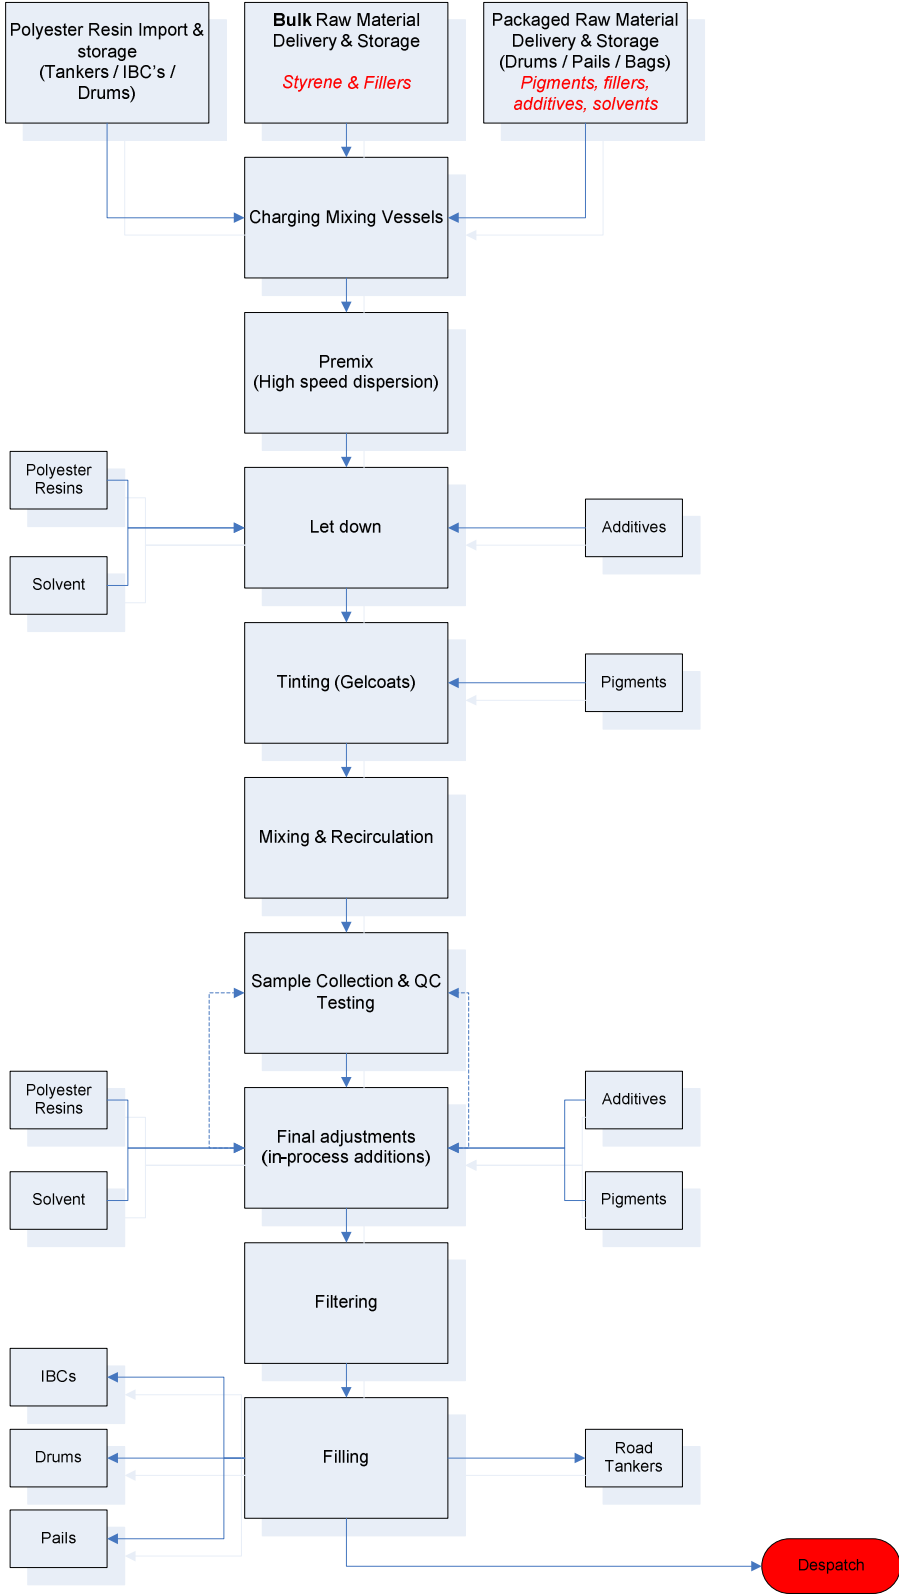 Polyester Resin Import &
storage
(Tankers / IBC's /
Drums)
Bulk Raw Material
Delivery & Storage
Styrene & Fillers
Packaged Raw Material
Delivery & Storage
(Drums / Pails / Bags)
Pigments, fillers,
additives, solvents
Charging Mixing Vessels
Premix
(High speed dispersion)
Polyester
Resins
Solvent
Let down
Additives
Tinting (Gelcoats)
Pigments
Mixing & Recirculation
Sample Collection & QC
Testing
Polyester
Resins
Solvent
Final adjustments
(in-process additions)
Additives
Pigments
Filtering
IBCs
Drums
Pails
Filling
Road
Tankers
Despatch